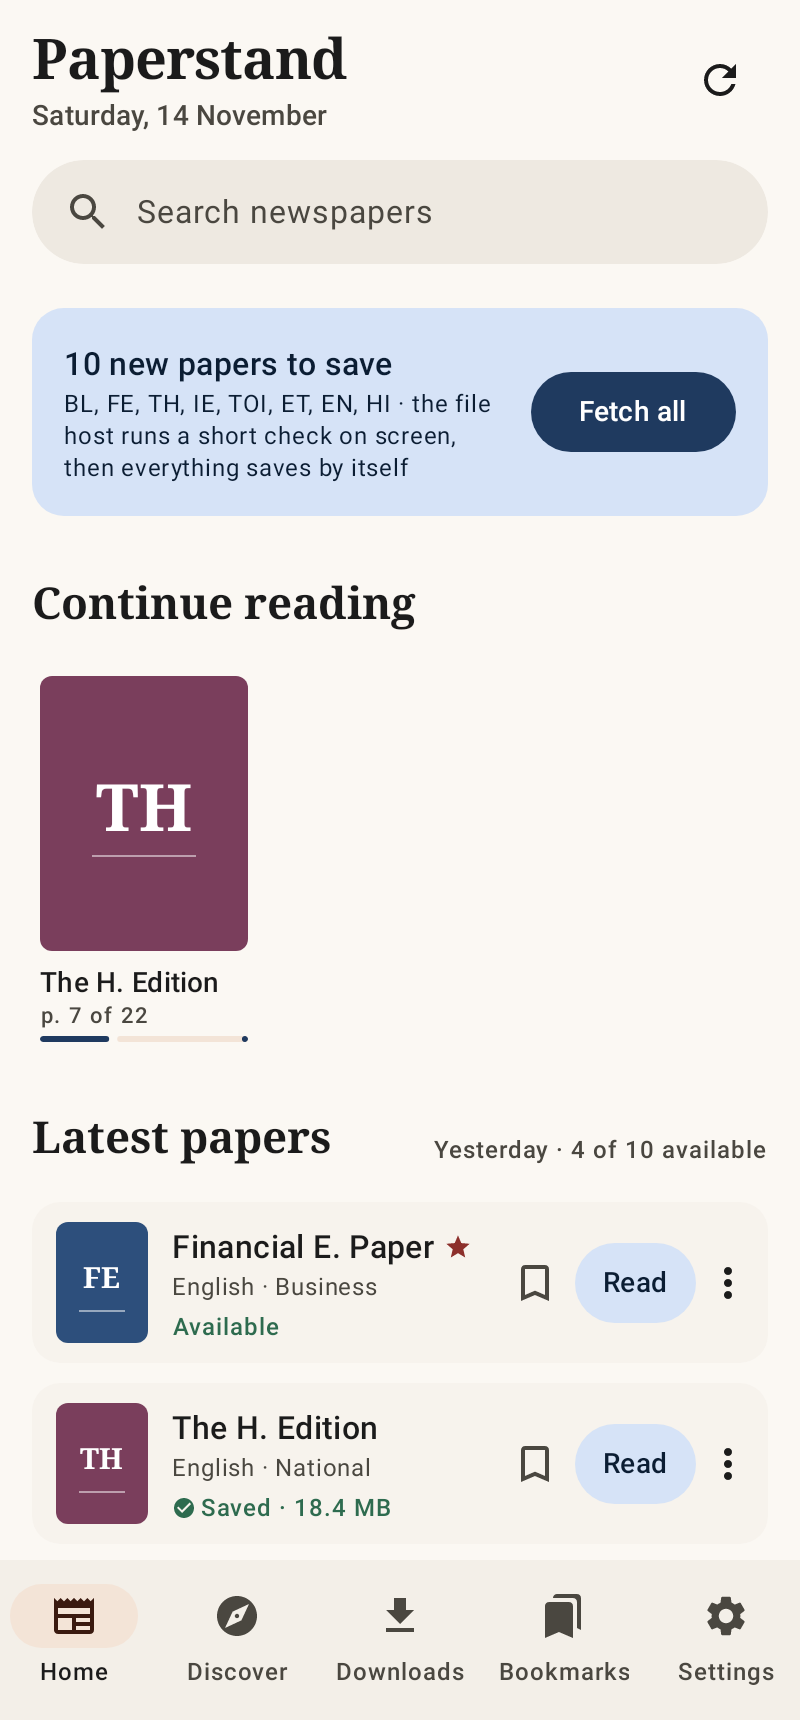 Paperstand
Saturday, 14 November
Search newspapers
10 new papers to save
BL, FE, TH, IE, TOI, ET, EN, HI · the file
host runs a short check on screen,
then everything saves by itself
Fetch all
Continue reading
TH
The H. Edition
p. 7 of 22
Latest papers
Yesterday · 4 of 10 available
FE
Financial E. Paper
English · Business
Available
Read
TH
The H. Edition
English · National
Saved · 18.4 MB
Read
Home
Discover
Downloads
Bookmarks
Settings